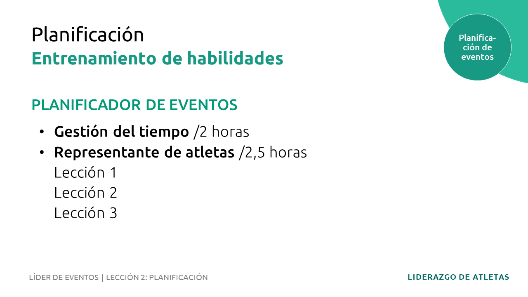 Planificación
Entrenamiento de habilidades
Planifica-
ción de
eventos
PLANIFICADOR DE EVENTOS
• Gestión del tiempo /2 horas
• Representante de atletas /2,5 horas
Lección 1
Lección 2
Lección 3
LÍDER DE EVENTOS | LECCIÓN 2: PLANIFICACIÓN
LIDERAZGO DE ATLETAS